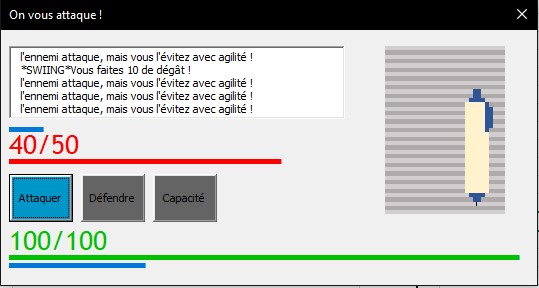 On vous attaque !
l'ennemi attaque, mais vous l'évitez avec agilité !
*SWIING*Vous faites 10 de dégât !
l'ennemi attaque, mais vous l'évitez avec agilité !
l'ennemi attaque, mais vous l'évitez avec agilité !
l'ennemi attaque, mais vous l'évitez avec agilité !
40/50
Attaquer Défendre Capacité
100/100